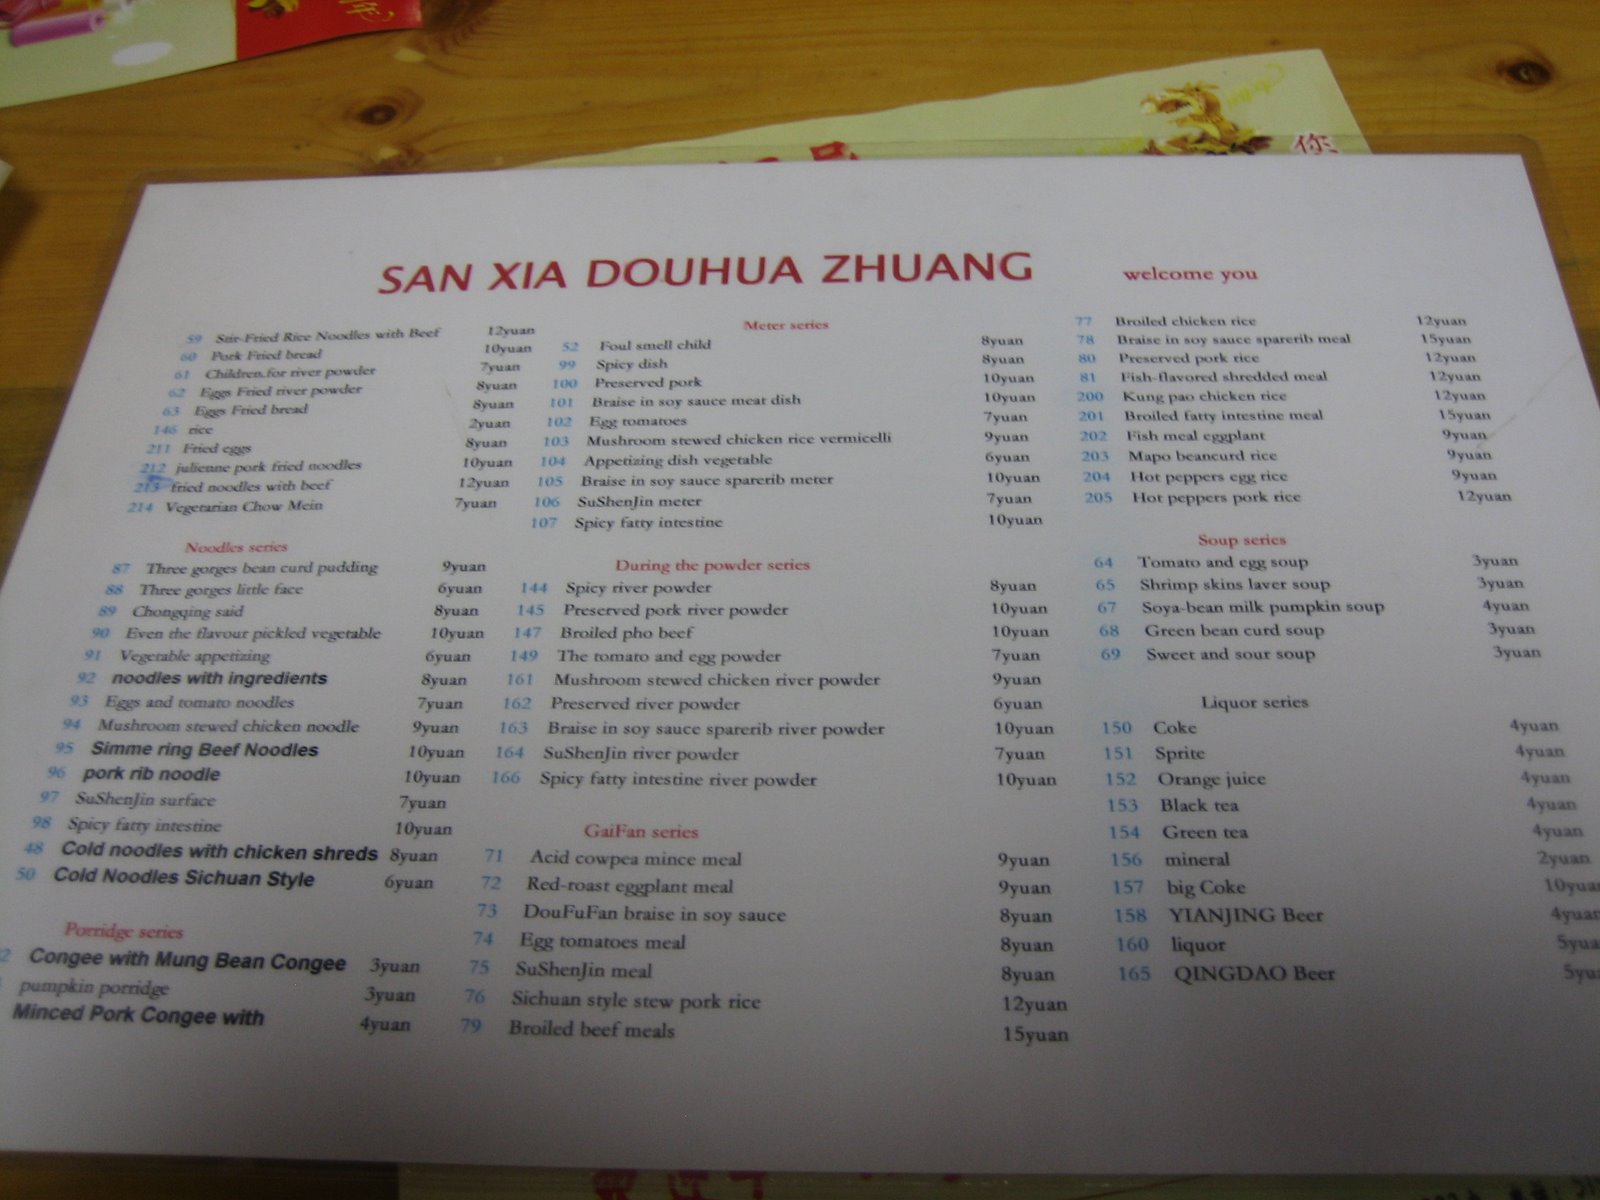 SAN XIA DOUHUA ZHUANG welcome you
59 Stir-Fried Rice Noodles with Beef 12yuan
60 Pork Fried bread 10yuan
61 Children.for river powder 7yuan
62 Eggs Fried river powder 8yuan
63 Eggs Fried bread 8yuan
146 rice 2yuan
211 Fried eggs 8yuan
212 julienne pork fried noodles 10yuan
213 fried noodles with beef 12yuan
214 Vegetarian Chow Mein 7yuan
Noodles series
87 Three gorges bean curd pudding 9yuan
88 Three gorges little face 6yuan
89 Chongqing said 8yuan
90 Even the flavour pickled vegetable 10yuan
91 Vegetable appetizing 6yuan
92 noodles with ingredients 8yuan
93 Eggs and tomato noodles 7yuan
94 Mushroom stewed chicken noodle 9yuan
95 Simme ring Beef Noodles 10yuan
96 pork rib noodle 10yuan
97 SuShenJin surface 7yuan
98 Spicy fatty intestine 10yuan
48 Cold noodles with chicken shreds 8yuan
50 Cold Noodles Sichuan Style 6yuan
Porridge series
2 Congee with Mung Bean Congee 3yuan
pumpkin porridge 3yuan
Minced Pork Congee with 4yuan
Meter series
52 Foul smell child 8yuan
99 Spicy dish 8yuan
100 Preserved pork 10yuan
101 Braise in soy sauce meat dish 10yuan
102 Egg tomatoes 7yuan
103 Mushroom stewed chicken rice vermicelli 9yuan
104 Appetizing dish vegetable 6yuan
105 Braise in soy sauce sparerib meter 10yuan
106 SuShenJin meter 7yuan
107 Spicy fatty intestine 10yuan
During the powder series
144 Spicy river powder 8yuan
145 Preserved pork river powder 10yuan
147 Broiled pho beef 10yuan
149 The tomato and egg powder 7yuan
161 Mushroom stewed chicken river powder 9yuan
162 Preserved river powder 6yuan
163 Braise in soy sauce sparerib river powder 10yuan
164 SuShenJin river powder 7yuan
166 Spicy fatty intestine river powder 10yuan
GaiFan series
71 Acid cowpea mince meal 9yuan
72 Red-roast eggplant meal 9yuan
73 DouFuFan braise in soy sauce 8yuan
74 Egg tomatoes meal 8yuan
75 SuShenJin meal 8yuan
76 Sichuan style stew pork rice 12yuan
79 Broiled beef meals 15yuan
77 Broiled chicken rice 12yuan
78 Braise in soy sauce sparerib meal 15yuan
80 Preserved pork rice 12yuan
81 Fish-flavored shredded meal 12yuan
200 Kung pao chicken rice 12yuan
201 Broiled fatty intestine meal 15yuan
202 Fish meal eggplant 9yuan
203 Mapo beancurd rice 9yuan
204 Hot peppers egg rice 9yuan
205 Hot peppers pork rice 12yuan
Soup series
64 Tomato and egg soup 3yuan
65 Shrimp skins laver soup 3yuan
67 Soya-bean milk pumpkin soup 4yuan
68 Green bean curd soup 3yuan
69 Sweet and sour soup 3yuan
Liquor series
150 Coke 4yuan
151 Sprite 4yuan
152 Orange juice 4yuan
153 Black tea 4yuan
154 Green tea 4yuan
156 mineral 2yuan
157 big Coke 10yuan
158 YIANJING Beer 4yuan
160 liquor 5yua
165 QINGDAO Beer 5yu
你